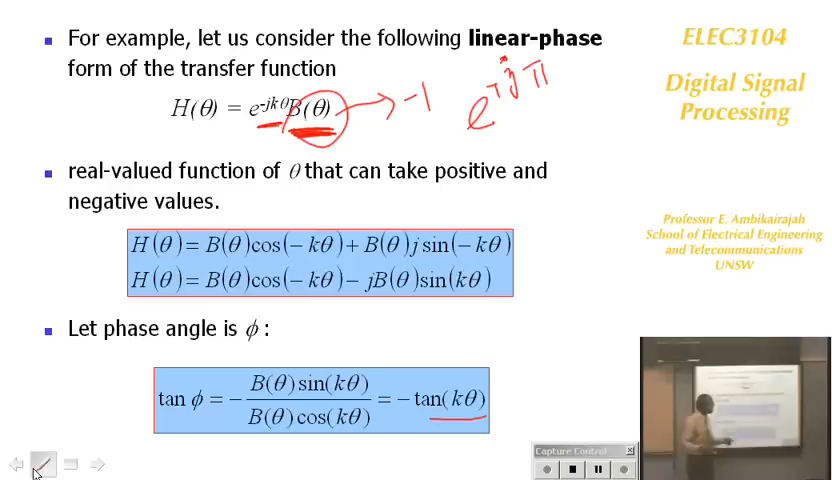 For example, let us consider the following linear-phase
form of the transfer function
H(θ) = e^{-jkθ}B(θ) → -1
e^{±jπ}
real-valued function of θ that can take positive and
negative values.
H(θ) = B(θ)cos(− kθ) + B(θ) j sin(− kθ)
H(θ) = B(θ)cos(− kθ) − jB(θ)sin(kθ)
Let phase angle is ϕ :
tan ϕ = − B(θ)sin(kθ) / B(θ)cos(kθ) = − tan(kθ)
ELEC3104
Digital Signal
Processing
Professor E. Ambikairajah
School of Electrical Engineering
and Telecommunications
UNSW
Capture Control